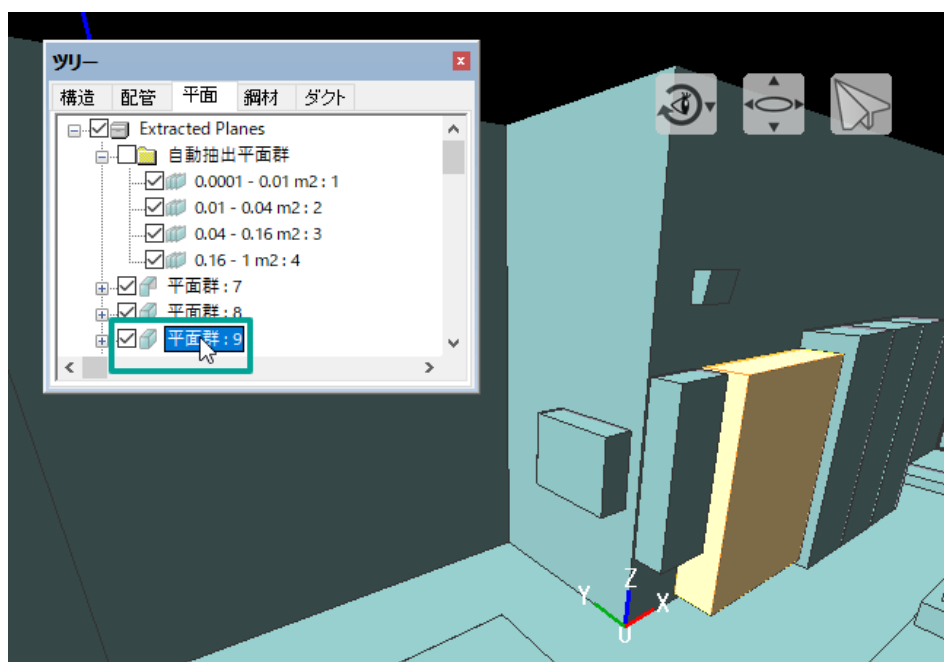 ツリー
構造 配管 平面 鋼材 ダクト
Extracted Planes
自動抽出平面群
0.0001 - 0.01 m2 : 1
0.01 - 0.04 m2 : 2
0.04 - 0.16 m2 : 3
0.16 - 1 m2 : 4
平面群 : 7
平面群 : 8
平面群 : 9
Z
Y X
U